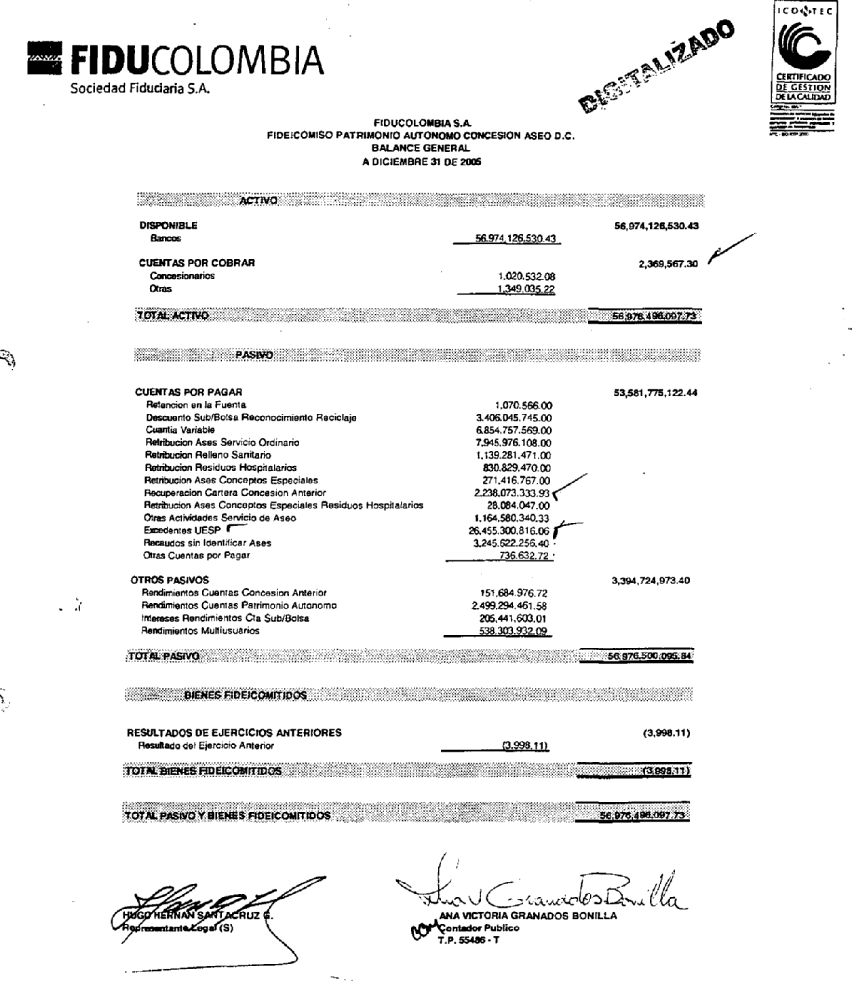 ICONTEC
CERTIFICADO
DE GESTION
DE LA CALIDAD
DIGITALIZADO
FIDUCOLOMBIA
Sociedad Fiduciaria S.A.
FIDUCOLOMBIA S.A.
FIDEICOMISO PATRIMONIO AUTONOMO CONCESION ASEO D.C.
BALANCE GENERAL
A DICIEMBRE 31 DE 2005
ACTIVO
DISPONIBLE 56,974,126,530.43
Bancos 56.974,126.530.43
CUENTAS POR COBRAR 2,369,567.30
Concesionarios 1.020.532.08
Otras 1,349.035.22
TOTAL ACTIVO 56,976,496,097.73
PASIVO
CUENTAS POR PAGAR 53,581,775,122.44
Retencion en la Fuenta 1,070.566.00
Descuento Sub/Bolsa Reconocimiento Reciclaje 3.406.045,745.00
Cuantia Variable 6.854.757,569.00
Retribucion Ases Servicio Ordinario 7,945,976.108.00
Retribucion Relleno Sanitario 1,139.281,471.00
Retribucion Residuos Hospitalarios 830.829,470.00
Retribucion Ases Conceptos Especiales 271,416.767.00
Recuperacion Cartera Concesion Anterior 2,238,073,333.93
Retribucion Ases Conceptos Especiales Residuos Hospitalarios 28.084,047.00
Otras Actividades Servicio de Aseo 1,164,580,340.33
Excedentes UESP 26,455.300,816.06
Recaudos sin Identificar Ases 3,245.622,256.40
Otras Cuentas por Pagar 736.632.72
OTROS PASIVOS 3,394,724,973.40
Rendimientos Cuentas Concesion Anterior 151,684.976.72
Rendimientos Cuentas Patrimonio Autonomo 2,499.294,461.58
Intereses Rendimientos Cta Sub/Bolsa 205,441,603.01
Rendimientos Multiusuarios 538.303,932.09
TOTAL PASIVO 56,976,500,095.84
BIENES FIDEICOMITIDOS
RESULTADOS DE EJERCICIOS ANTERIORES (3,998.11)
Resultado del Ejercicio Anterior (3.998.11)
TOTAL BIENES FIDEICOMITIDOS (3,998.11)
TOTAL PASIVO Y BIENES FIDEICOMITIDOS 56,976,496,097.73
Ana V Granados Bonilla
HUGO HERNAN SANTACRUZ G. ANA VICTORIA GRANADOS BONILLA
Representante Legal (S) Contador Publico
T.P. 55486 - T